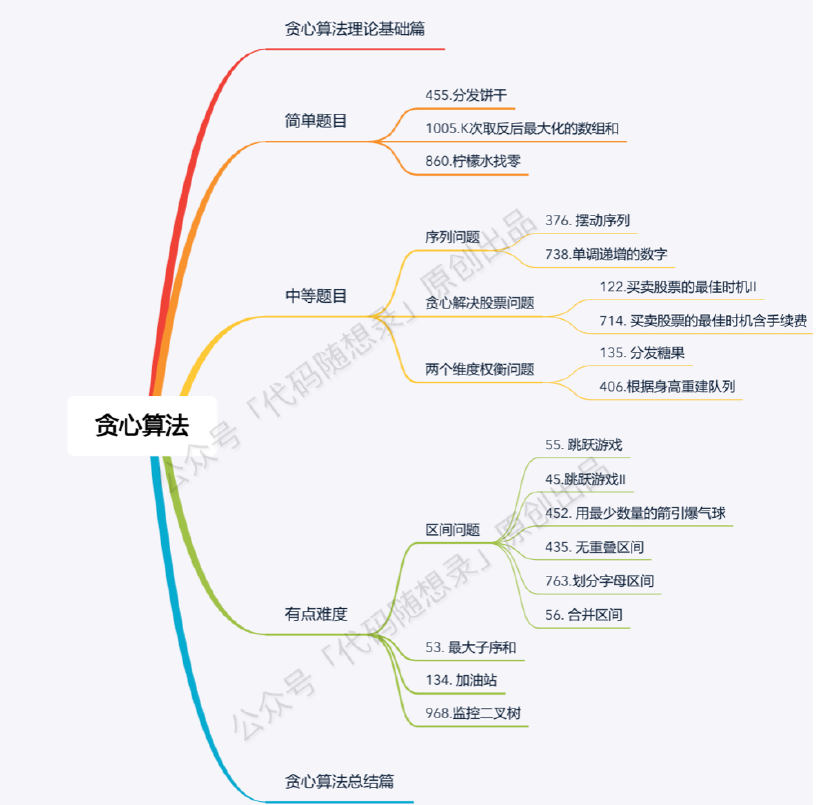 贪心算法理论基础篇
455.分发饼干
简单题目
1005.K次取反后最大化的数组和
860.柠檬水找零
376. 摆动序列
序列问题
738.单调递增的数字
中等题目
122.买卖股票的最佳时机II
贪心解决股票问题
714. 买卖股票的最佳时机含手续费
135. 分发糖果
两个维度权衡问题
406.根据身高重建队列
贪心算法
55. 跳跃游戏
45.跳跃游戏II
452. 用最少数量的箭引爆气球
区间问题
435. 无重叠区间
763.划分字母区间
56. 合并区间
有点难度
53. 最大子序和
134. 加油站
968.监控二叉树
贪心算法总结篇
公众号「代码随想录」原创出品
公众号「代码随想录」原创出品